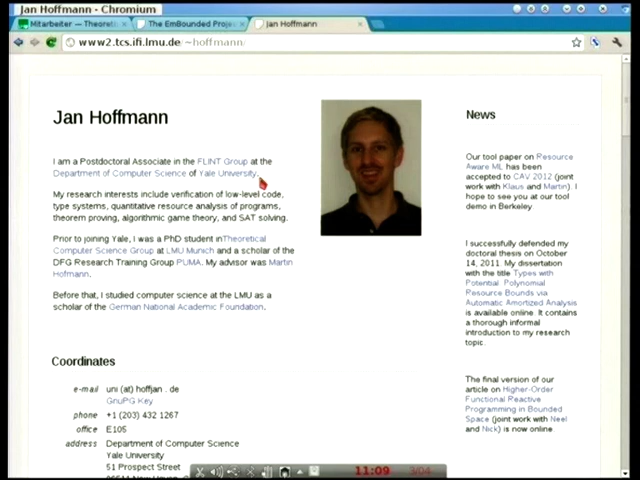 Jan Hoffmann - Chromium
Mitarbeiter — Theoreti
The EmBounded Proje
Jan Hoffmann
www2.tcs.ifi.lmu.de/~hoffmann/
Jan Hoffmann
I am a Postdoctoral Associate in the FLINT Group at the
Department of Computer Science of Yale University.
My research interests include verification of low-level code,
type systems, quantitative resource analysis of programs,
theorem proving, algorithmic game theory, and SAT solving.
Prior to joining Yale, I was a PhD student inTheoretical
Computer Science Group at LMU Munich and a scholar of the
DFG Research Training Group PUMA. My advisor was Martin
Hofmann.
Before that, I studied computer science at the LMU as a
scholar of the German National Academic Foundation.
Coordinates
e-mail uni (at) hoffjan . de
GnuPG Key
phone +1 (203) 432 1267
office E105
address Department of Computer Science
Yale University
51 Prospect Street
News
Our tool paper on Resource
Aware ML has been
accepted to CAV 2012 (joint
work with Klaus and Martin). I
hope to see you at our tool
demo in Berkeley.
I successfully defended my
doctoral thesis on October
14, 2011. My dissertation
with the title Types with
Potential: Polynomial
Resource Bounds via
Automatic Amortized Analysis
is available online. It contains
a thorough informal
introduction to my research
topic.
The final version of our
article on Higher-Order
Functional Reactive
Programming in Bounded
Space (joint work with Neel
and Nick) is now online.
11:09 3/04